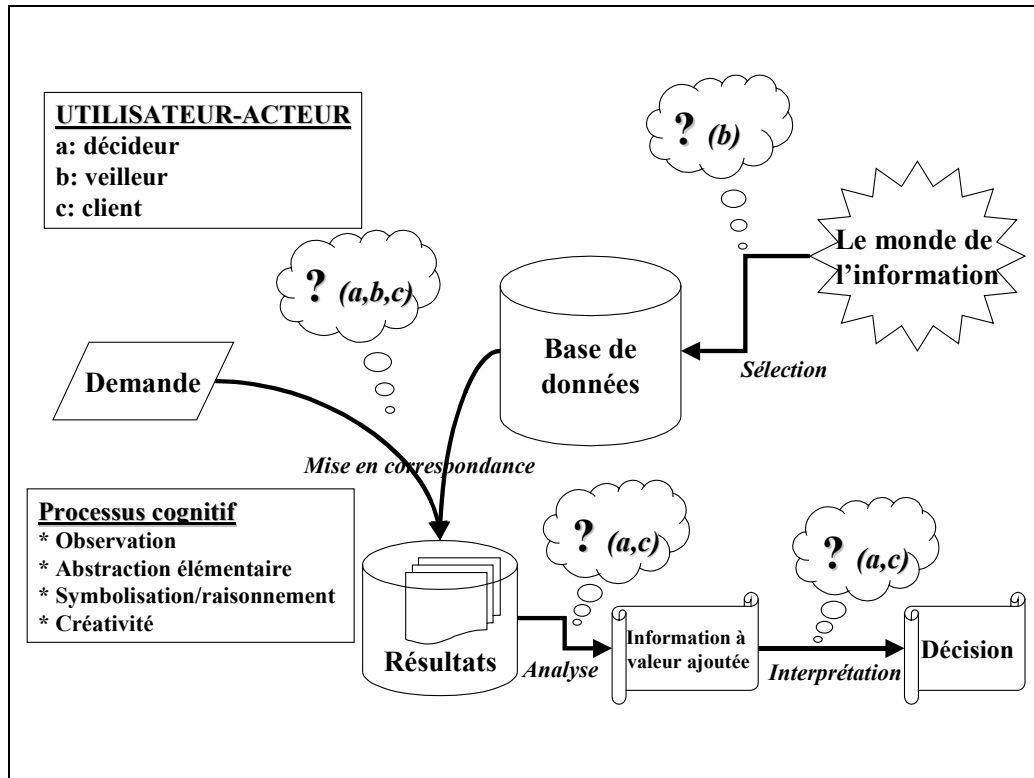 UTILISATEUR-ACTEUR
a: décideur
b: veilleur
c: client
? (b)
Le monde de
l’information
? (a,b,c)
Base de
données
Sélection
Demande
Mise en correspondance
Processus cognitif
* Observation
* Abstraction élémentaire
* Symbolisation/raisonnement
* Créativité
? (a,c)
? (a,c)
Résultats
Analyse
Information à
valeur ajoutée
Interprétation
Décision